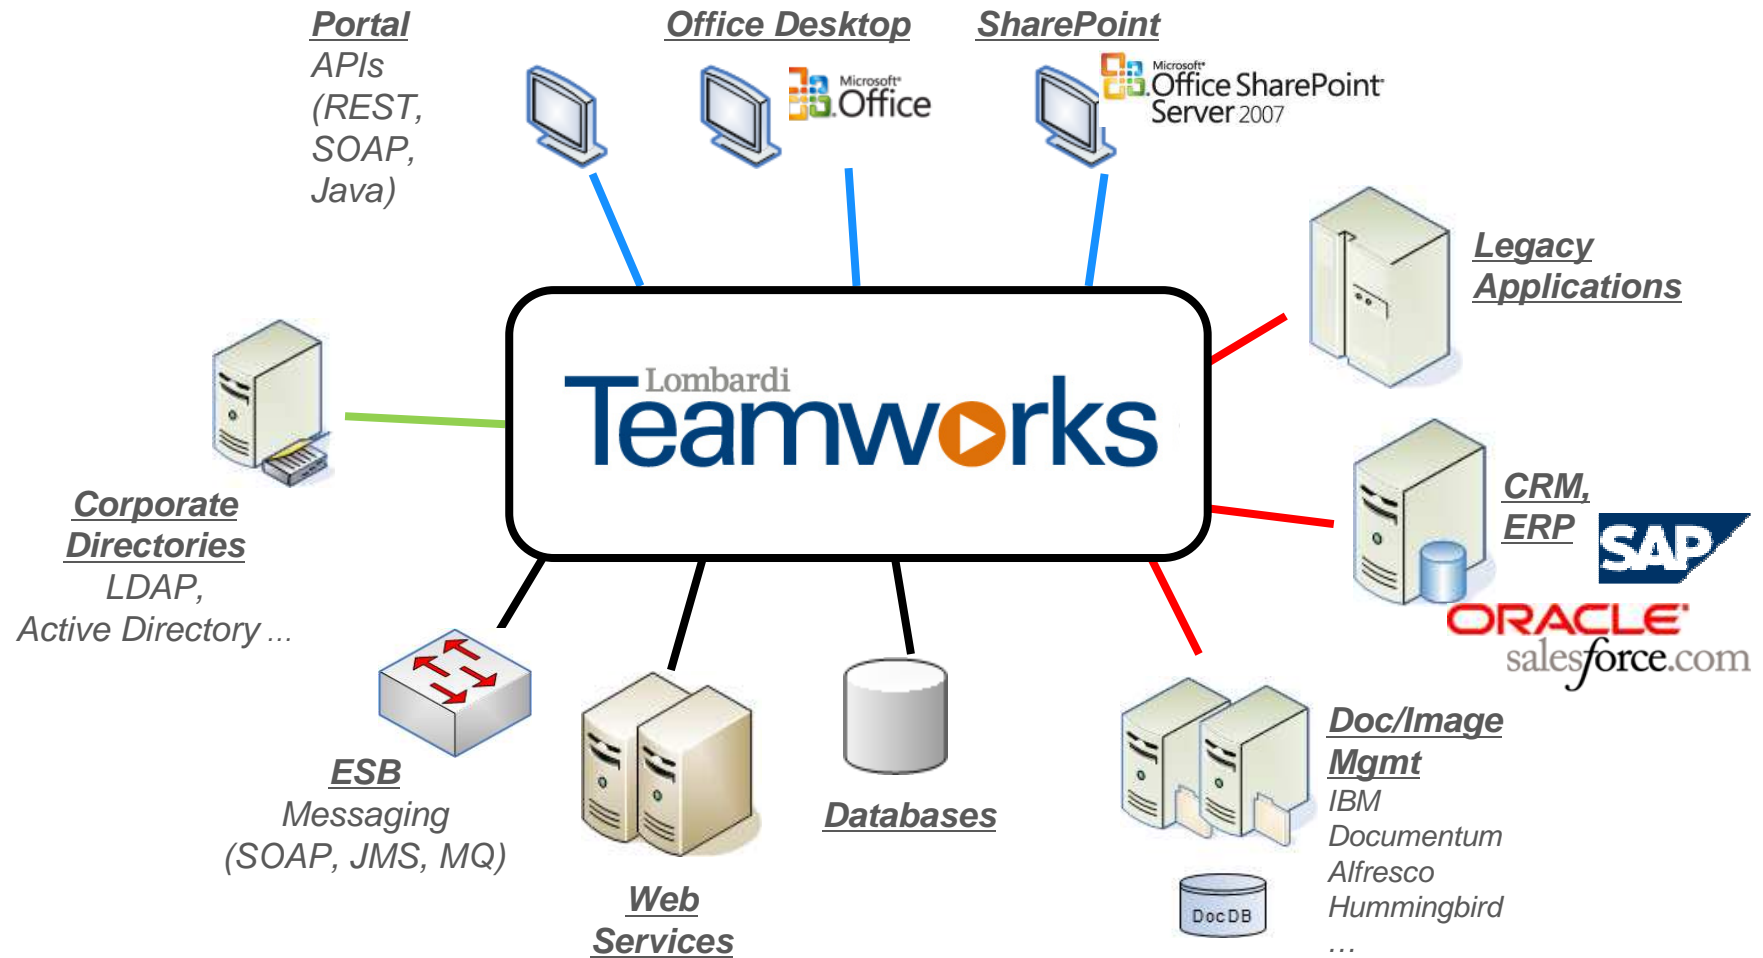 Portal
APIs
(REST,
SOAP,
Java)
Office Desktop
Microsoft®
Office
SharePoint
Microsoft®
Office SharePoint®
Server 2007
Legacy
Applications
Lombardi
Teamworks
Corporate
Directories
LDAP,
Active Directory ...
CRM,
ERP
SAP
ORACLE®
salesforce.com
ESB
Messaging
(SOAP, JMS, MQ)
Web
Services
Databases
Doc/Image
Mgmt
IBM
Documentum
Alfresco
Hummingbird
...
DocDB